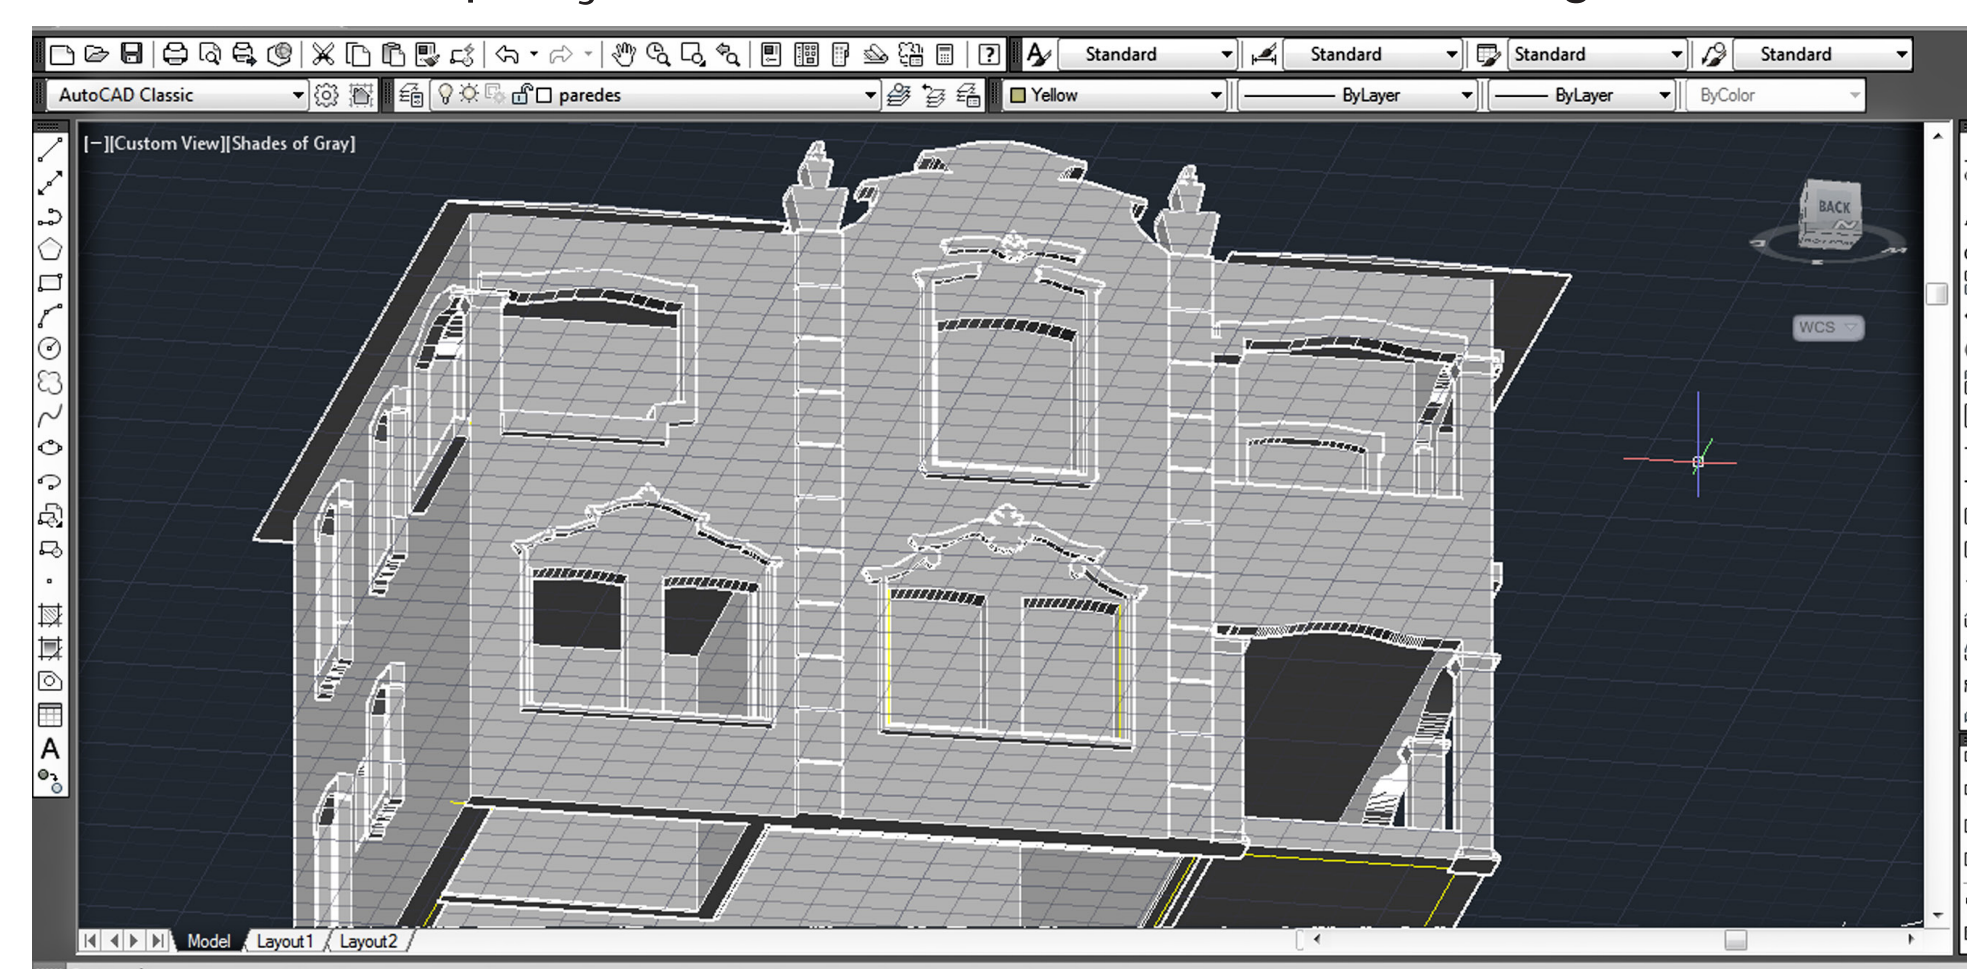 Standard Standard Standard Standard
AutoCAD Classic paredes Yellow ByLayer ByLayer ByColor
[−][Custom View][Shades of Gray]
BACK
WCS
A
Model Layout1 Layout2